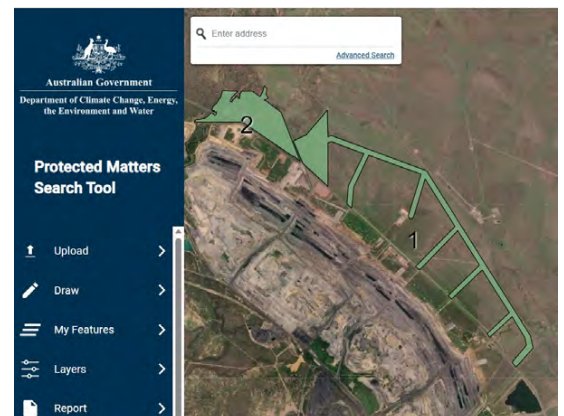 Australian Government
Department of Climate Change, Energy,
the Environment and Water
Protected Matters
Search Tool
Upload
Draw
My Features
Layers
Report
Enter address
Advanced Search
2
1